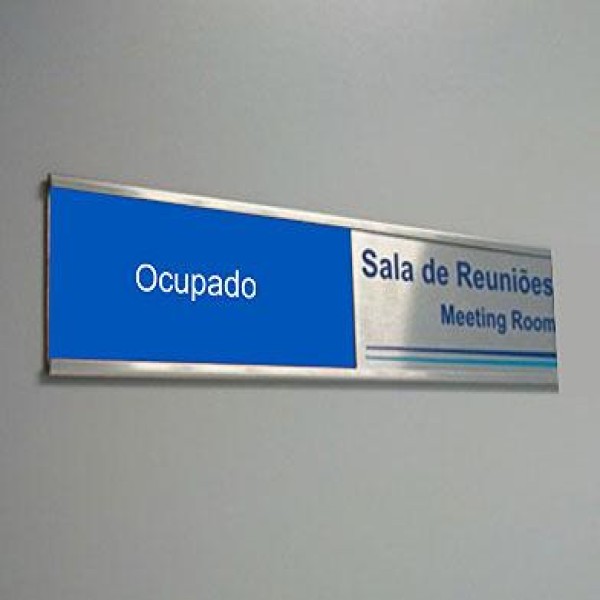 Ocupado
Sala de Reuniões
Meeting Room